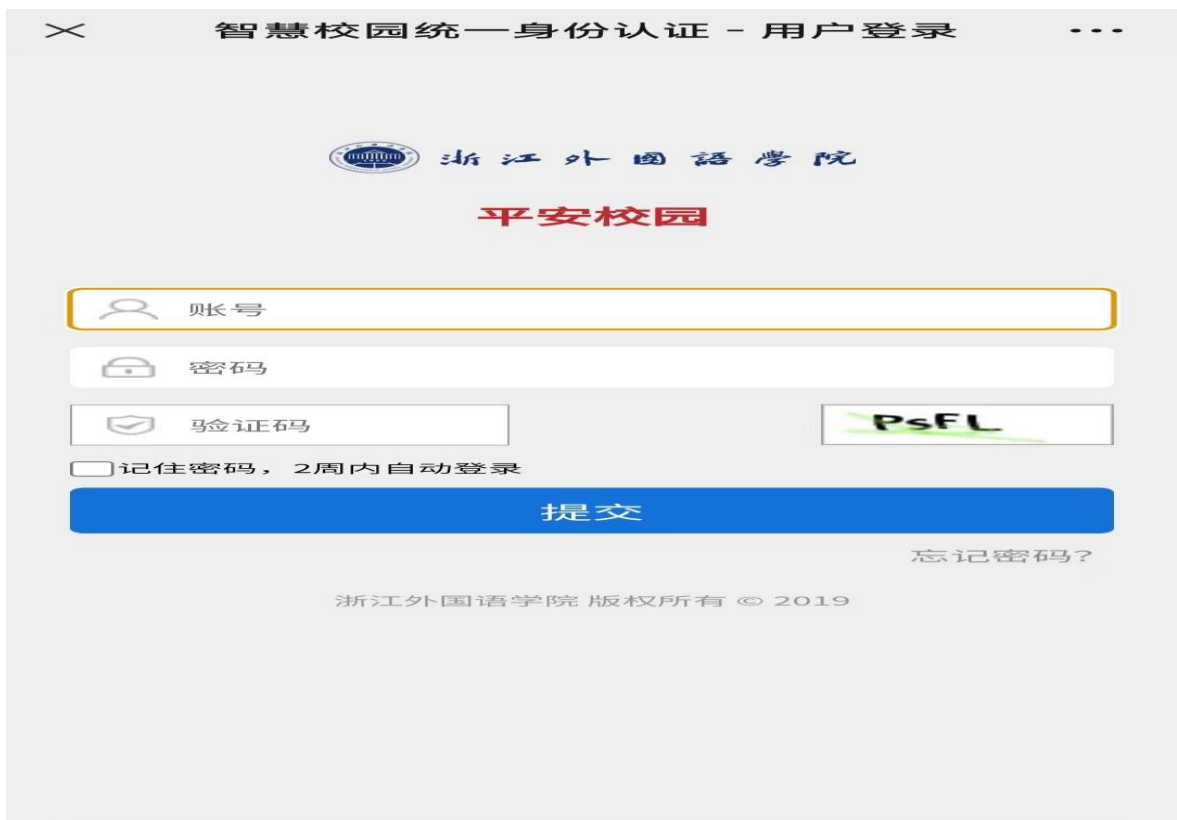 智慧校园统一身份认证 - 用户登录
浙江外國語學院
平安校园
账号
密码
验证码
PsFL
记住密码，2周内自动登录
提交
忘记密码?
浙江外国语学院 版权所有 © 2019